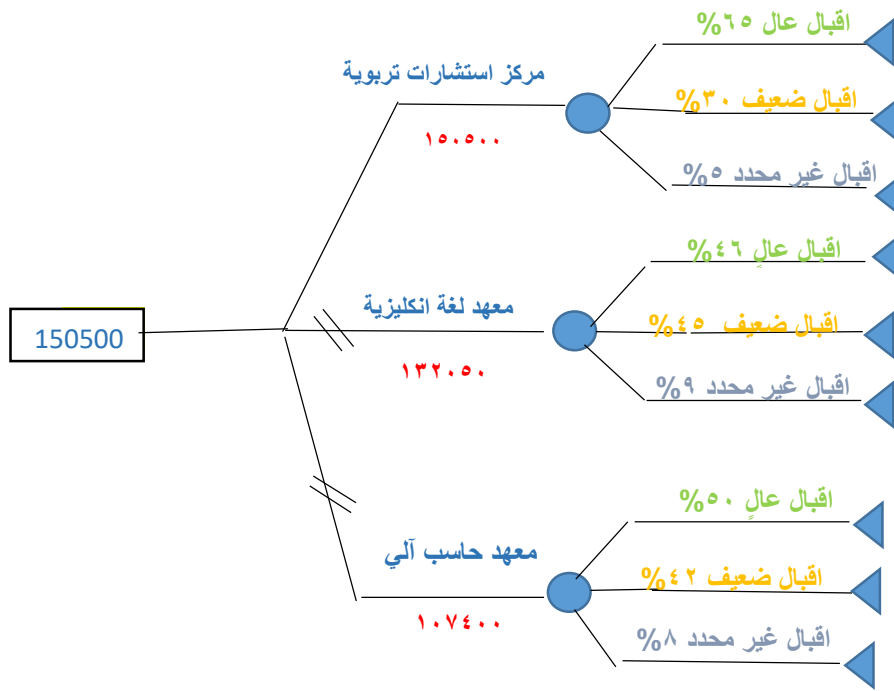 اقبال عال ٦٥%
مركز استشارات تربوية
اقبال ضعيف ٣٠%
١٥٠٥٠٠
اقبال غير محدد ٥%
اقبال عالٍ ٤٦%
معهد لغة انكليزية
اقبال ضعيف ٤٥%
150500
١٣٢٠٥٠
اقبال غير محدد ٩%
اقبال عالٍ ٥٠%
معهد حاسب آلي
اقبال ضعيف ٤٢%
١٠٧٤٠٠
اقبال غير محدد ٨%